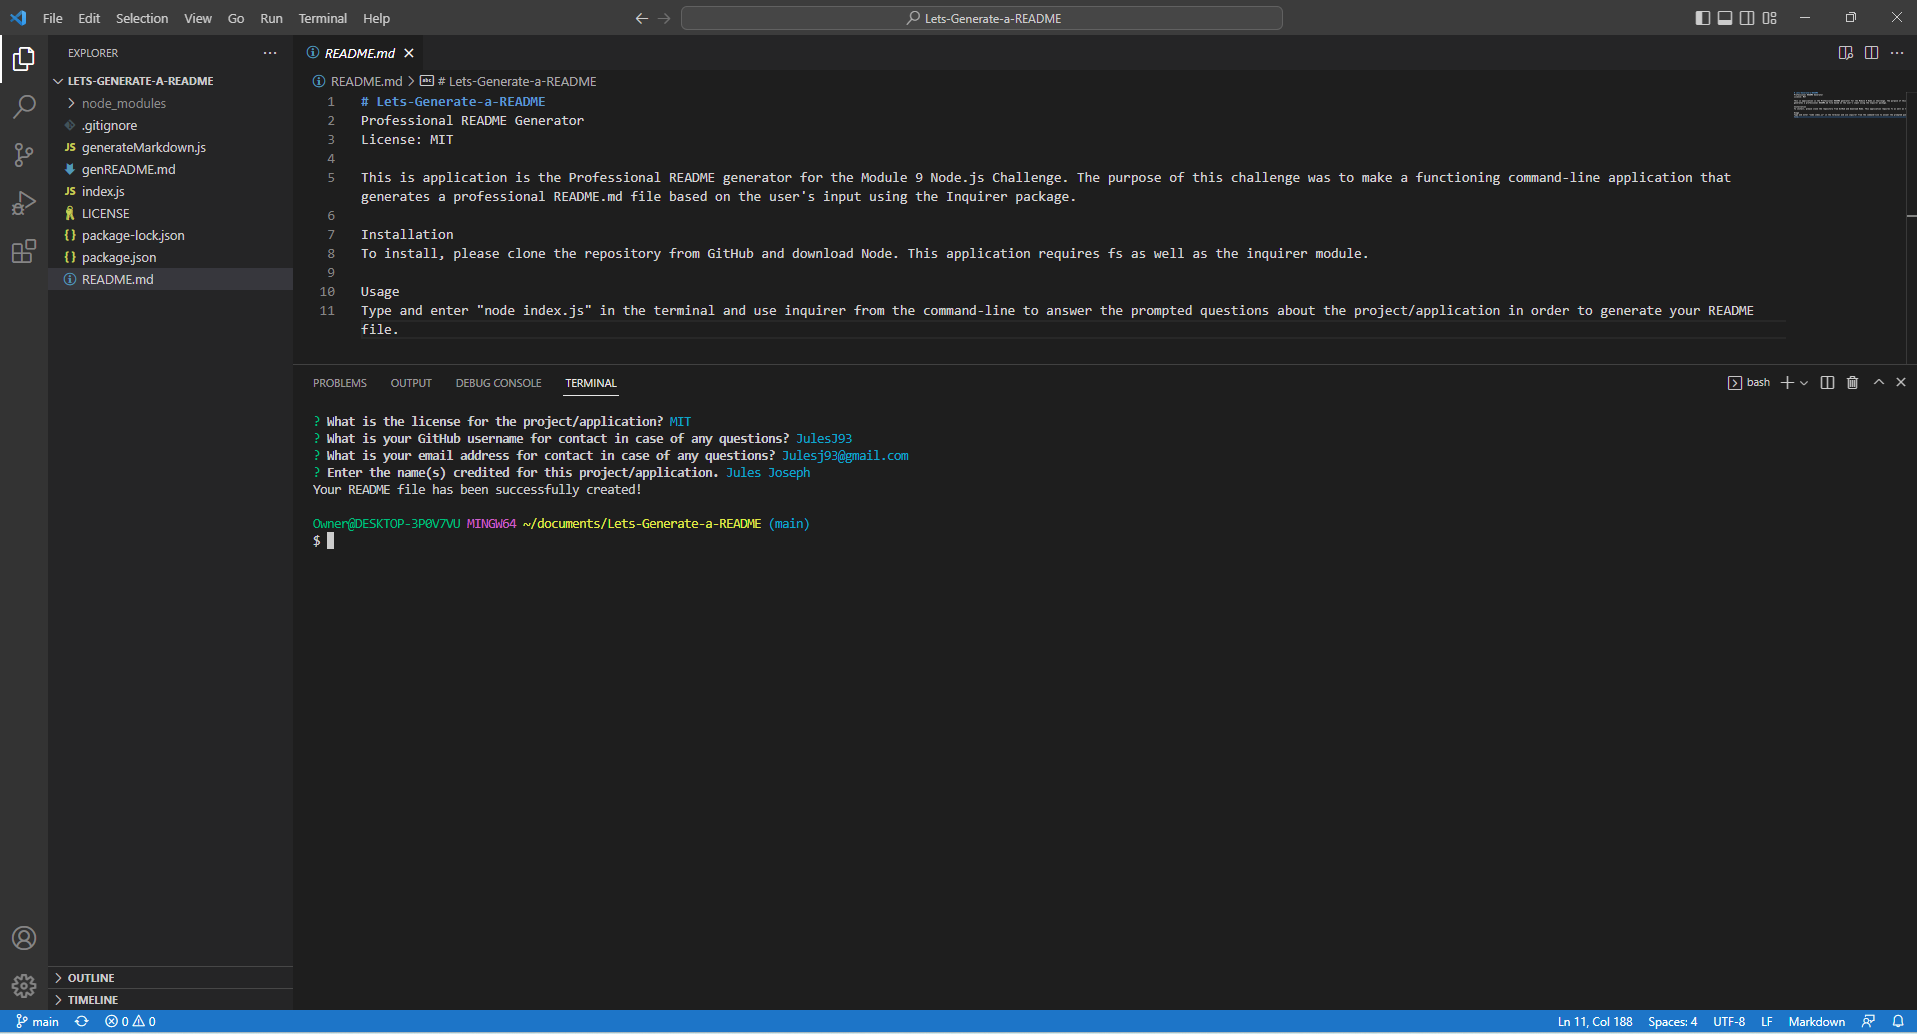 File Edit Selection View Go Run Terminal Help
Lets-Generate-a-README
EXPLORER
LETS-GENERATE-A-README
node_modules
.gitignore
JS generateMarkdown.js
genREADME.md
JS index.js
LICENSE
{} package-lock.json
{} package.json
README.md
OUTLINE
TIMELINE
README.md
README.md > # Lets-Generate-a-README
1 # Lets-Generate-a-README
2 Professional README Generator
3 License: MIT
4
5 This is application is the Professional README generator for the Module 9 Node.js Challenge. The purpose of this challenge was to make a functioning command-line application that
generates a professional README.md file based on the user's input using the Inquirer package.
6
7 Installation
8 To install, please clone the repository from GitHub and download Node. This application requires fs as well as the inquirer module.
9
10 Usage
11 Type and enter "node index.js" in the terminal and use inquirer from the command-line to answer the prompted questions about the project/application in order to generate your README
file.
PROBLEMS OUTPUT DEBUG CONSOLE TERMINAL
bash
? What is the license for the project/application? MIT
? What is your GitHub username for contact in case of any questions? JulesJ93
? What is your email address for contact in case of any questions? Julesj93@gmail.com
? Enter the name(s) credited for this project/application. Jules Joseph
Your README file has been successfully created!
Owner@DESKTOP-3P0V7VU MINGW64 ~/documents/Lets-Generate-a-README (main)
$
main 0 0
Ln 11, Col 188 Spaces: 4 UTF-8 LF Markdown